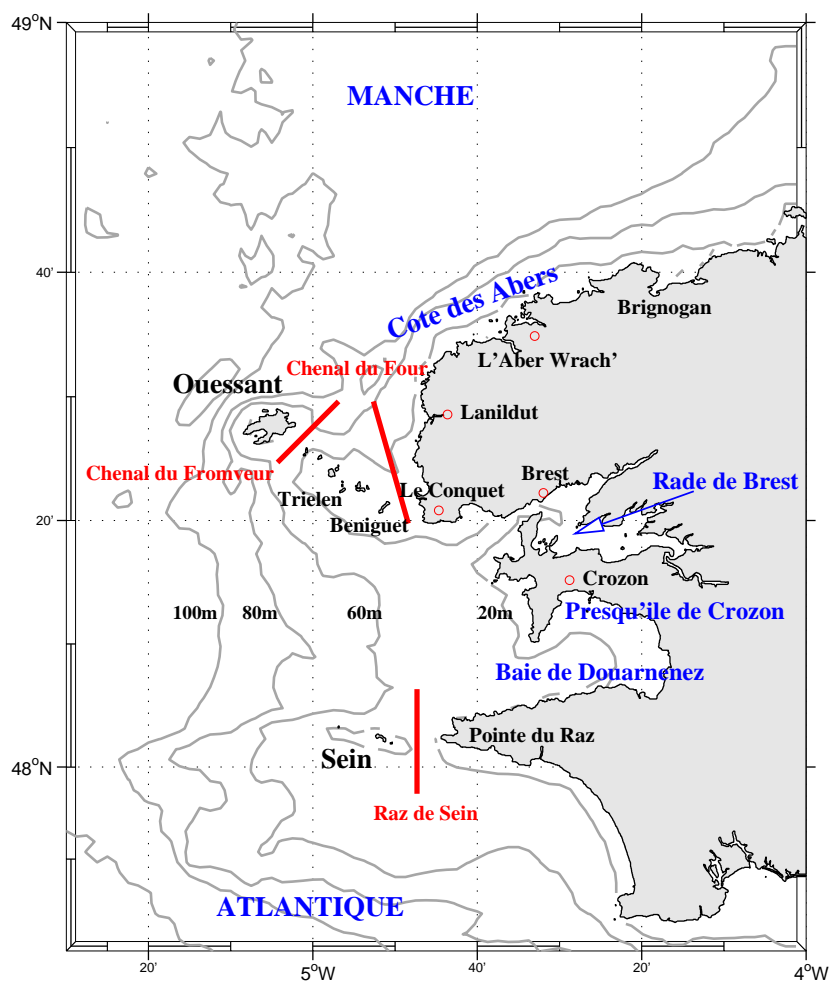 49°N
MANCHE
40'
Cote des Abers
Brignogan
L'Aber Wrach'
Chenal du Four
Ouessant
Lanildut
Chenal du Fromveur
Brest
Rade de Brest
Trielen
Le Conquet
Beniguet
20'
Crozon
100m 80m 60m 20m Presqu'ile de Crozon
Baie de Douarnenez
Pointe du Raz
Sein
48°N
Raz de Sein
ATLANTIQUE
20' 5°W 40' 20' 4°W